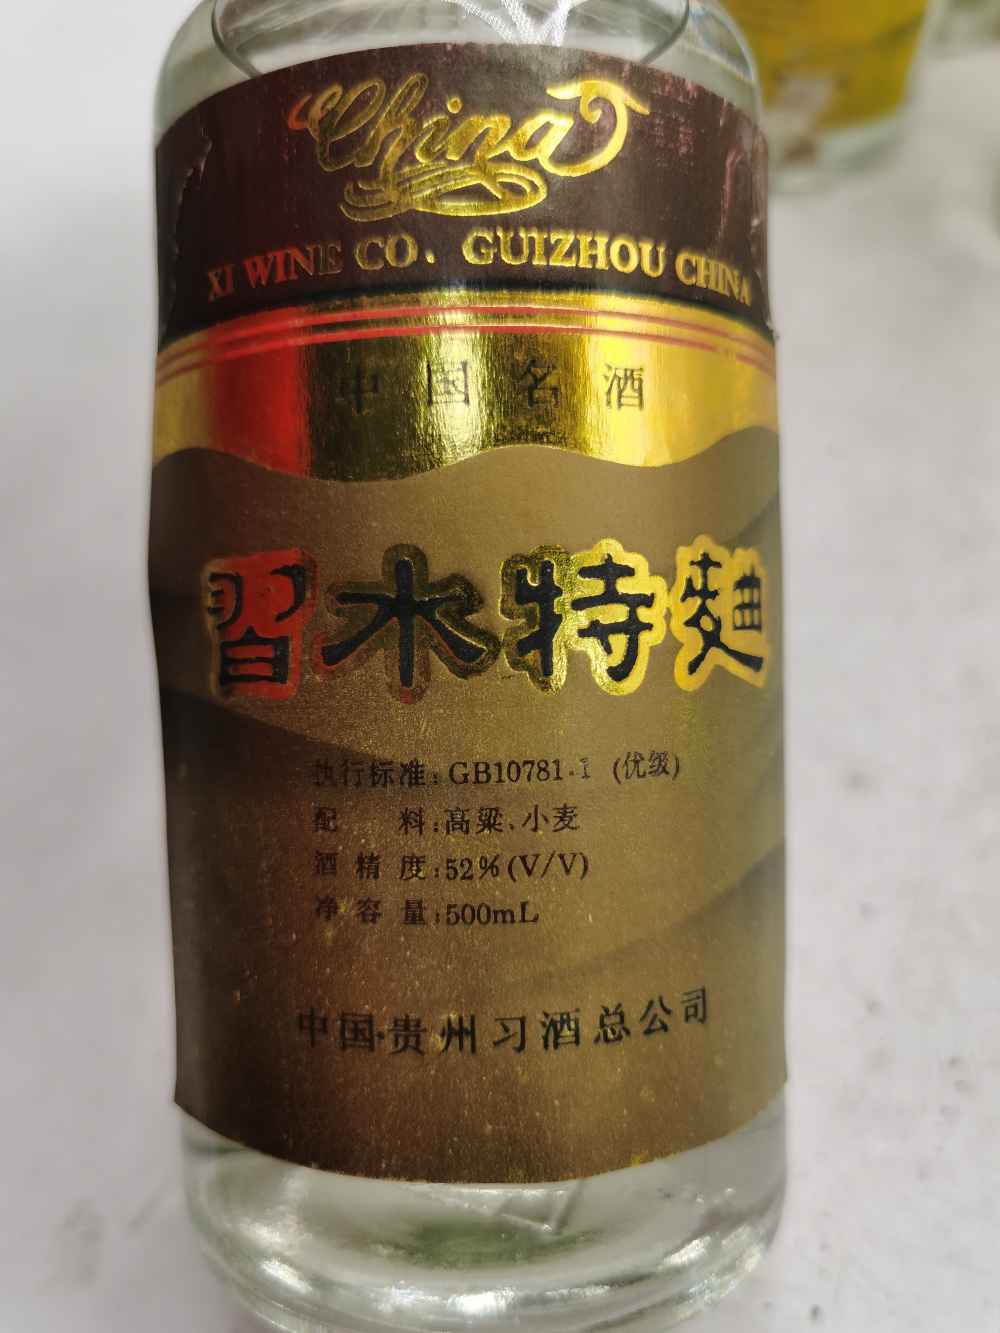 China
XI WINE CO. GUIZHOU CHINA
中国名酒
習水特麯
执行标准:GB10781.1 (优级)
配料:高粱、小麦
酒精度:52%(V/V)
净容量:500mL
中国·贵州习酒总公司